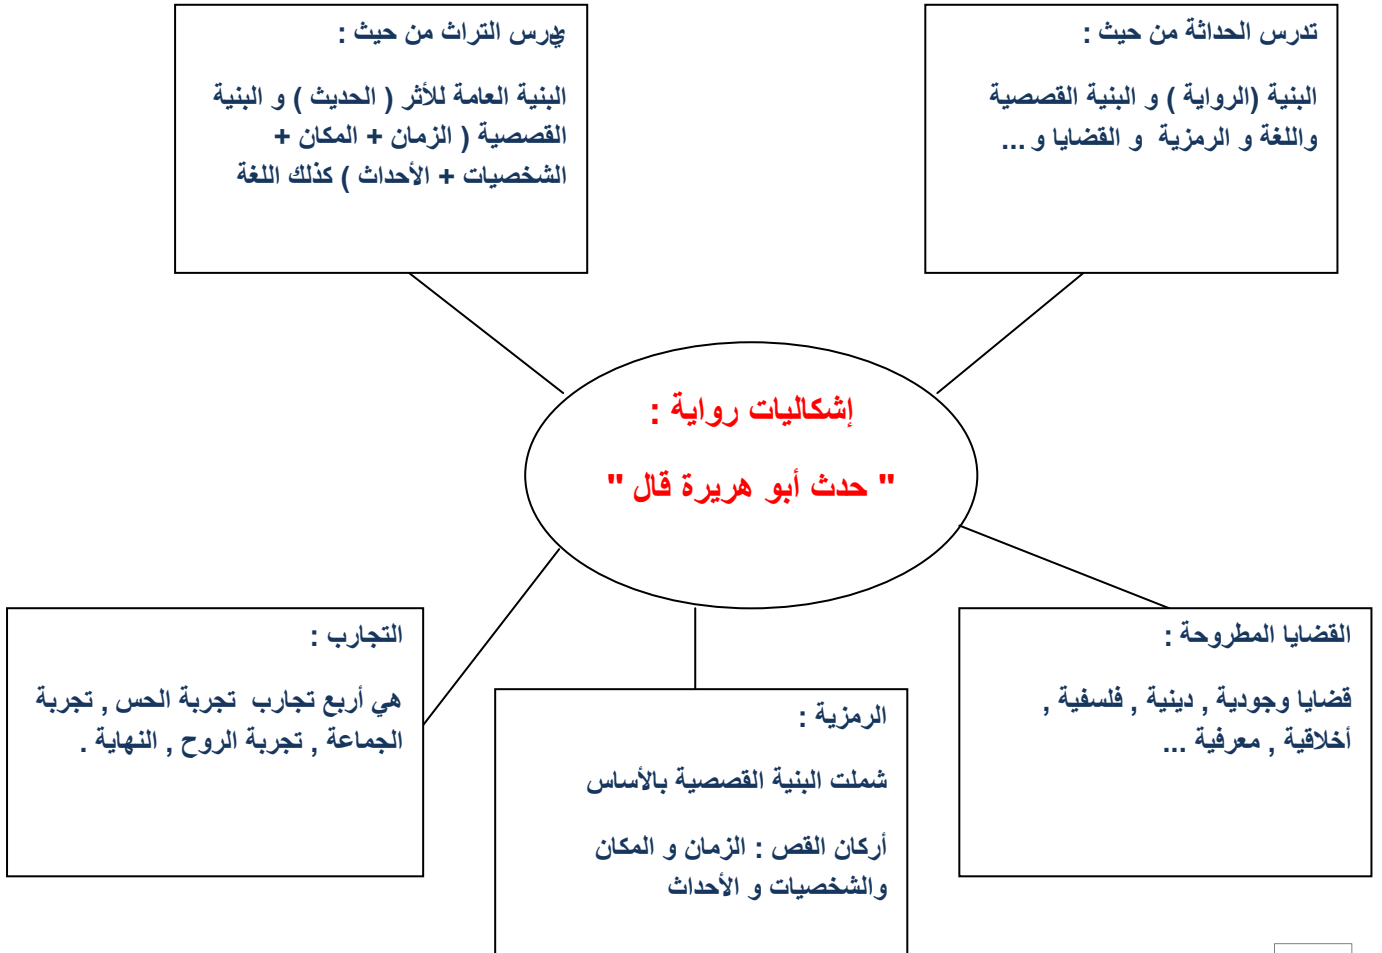 تدرس الحداثة من حيث :
البنية (الرواية ) و البنية القصصية
واللغة و الرمزية و القضايا و ...
يدرس التراث من حيث :
البنية العامة للأثر ( الحديث ) و البنية
القصصية ( الزمان + المكان +
الشخصيات + الأحداث ) كذلك اللغة
إشكاليات رواية :
" حدث أبو هريرة قال "
القضايا المطروحة :
قضايا وجودية , دينية , فلسفية ,
أخلاقية , معرفية ...
الرمزية :
شملت البنية القصصية بالأساس
أركان القص : الزمان و المكان
والشخصيات و الأحداث
التجارب :
هي أربع تجارب تجربة الحس , تجربة
الجماعة , تجربة الروح , النهاية .